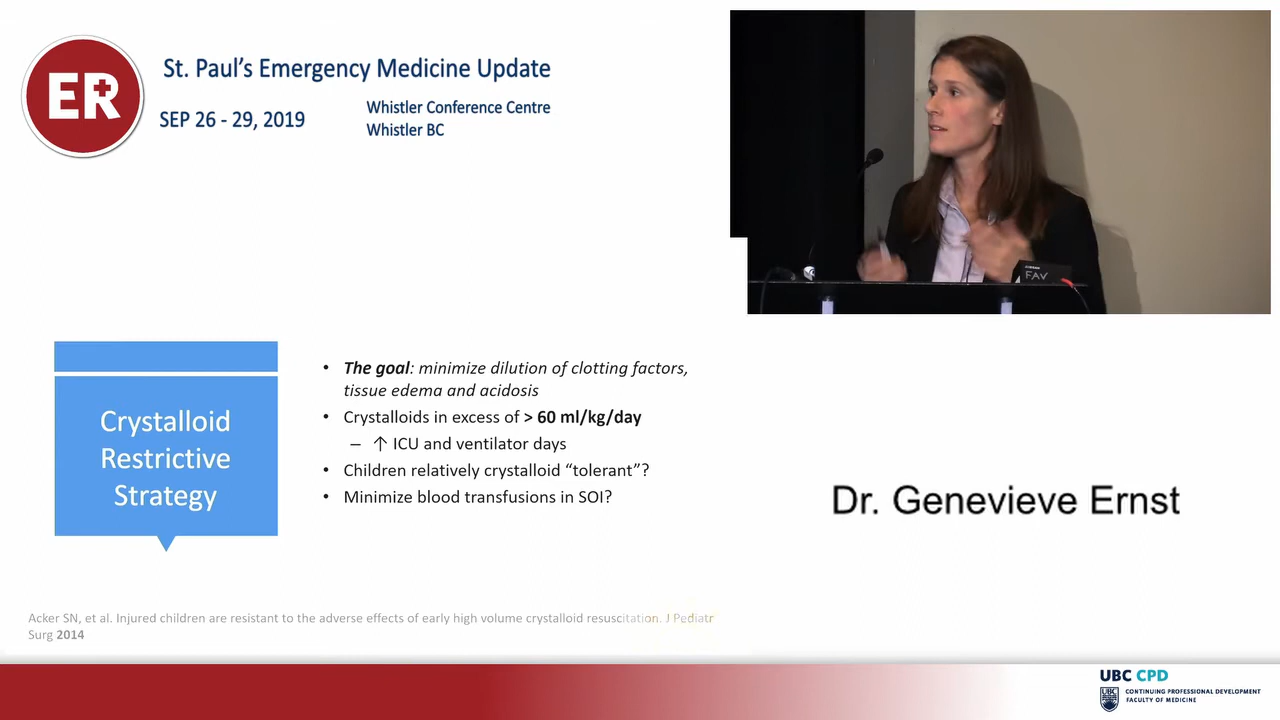 ER
St. Paul's Emergency Medicine Update
SEP 26 - 29, 2019
Whistler Conference Centre
Whistler BC
FAV
Crystalloid
Restrictive
Strategy
• The goal: minimize dilution of clotting factors,
tissue edema and acidosis
• Crystalloids in excess of > 60 ml/kg/day
– ↑ ICU and ventilator days
• Children relatively crystalloid “tolerant”?
• Minimize blood transfusions in SOI?
Dr. Genevieve Ernst
Acker SN, et al. Injured children are resistant to the adverse effects of early high volume crystalloid resuscitation. J Pediatr
Surg 2014
UBC CPD
CONTINUING PROFESSIONAL DEVELOPMENT
FACULTY OF MEDICINE